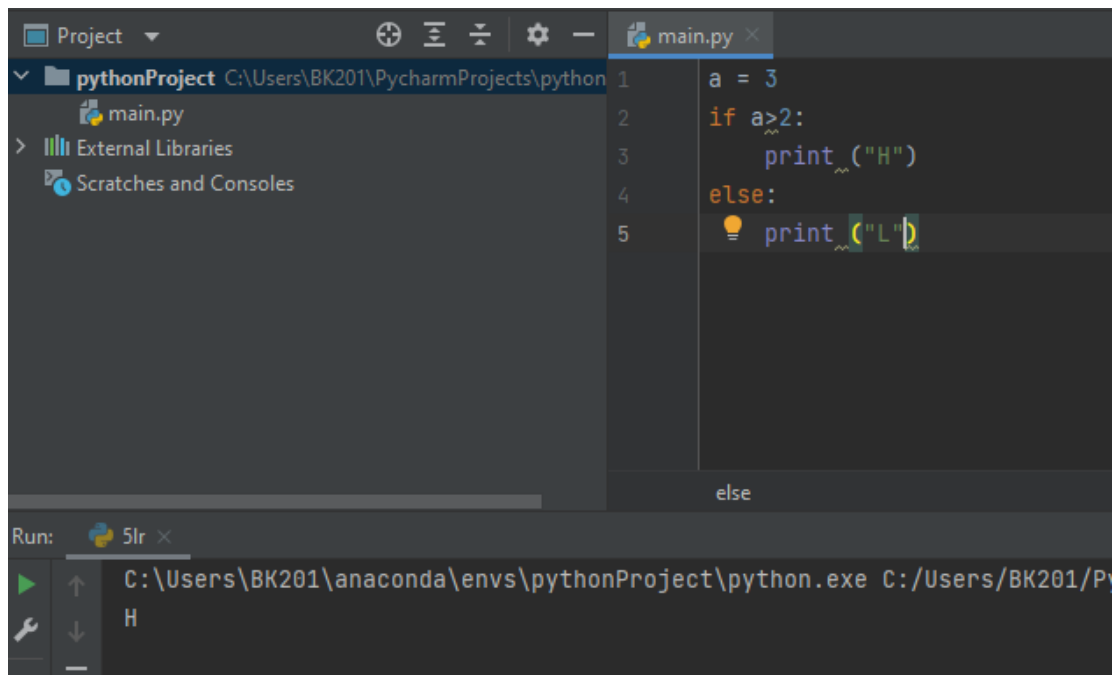 Project
pythonProject C:\Users\BK201\PycharmProjects\python
main.py
External Libraries
Scratches and Consoles
main.py
1 a = 3
2 if a>2:
3 print ("H")
4 else:
5 print ("L")
else
Run: 5lr
C:\Users\BK201\anaconda\envs\pythonProject\python.exe C:/Users/BK201/Py
H